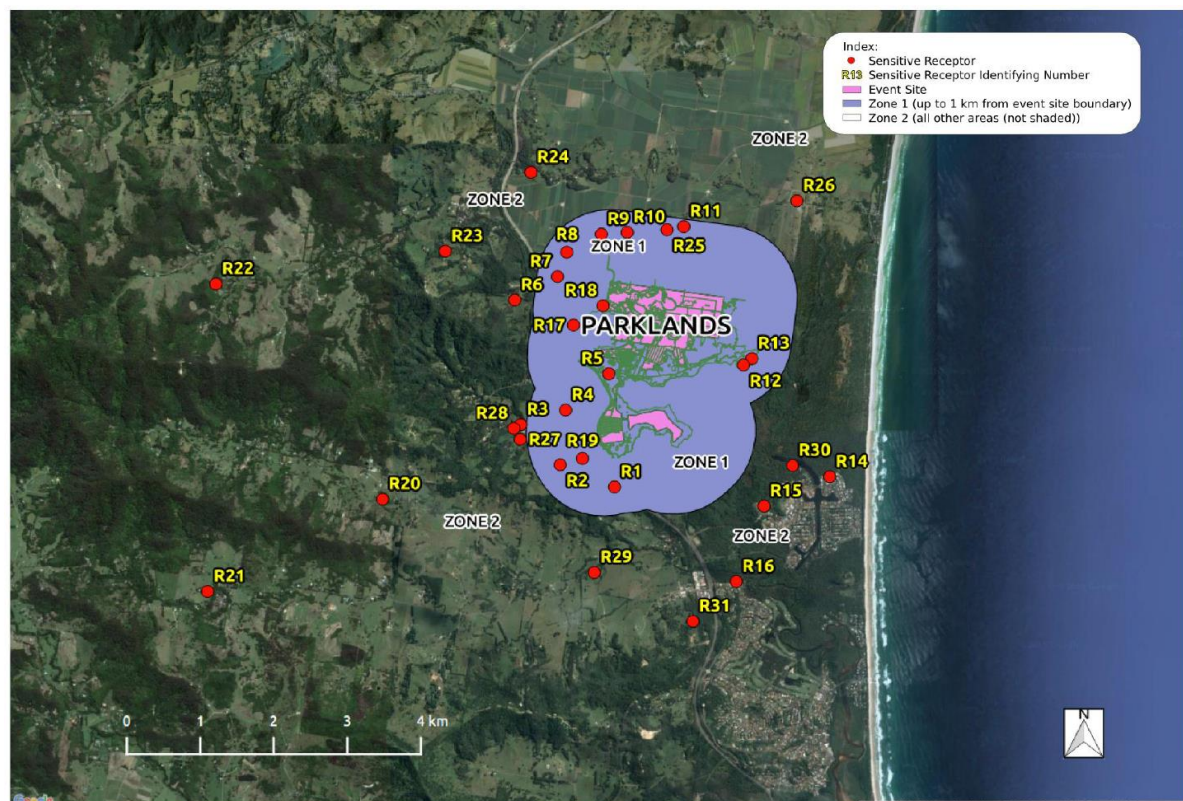 Index:
Sensitive Receptor
R13 Sensitive Receptor Identifying Number
Event Site
Zone 1 (up to 1 km from event site boundary)
Zone 2 (all other areas (not shaded))
ZONE 2
R24
R26
ZONE 2
R11
R9
R10
R8
R25
ZONE 1
R23
R7
R22
R6
R18
R17
PARKLANDS
R13
R5
R12
R4
R3
R28
R27
R19
ZONE 1
R30
R2
R1
R14
R20
R15
ZONE 2
ZONE 2
R29
R16
R21
R31
0 1 2 3 4 km
N
Google